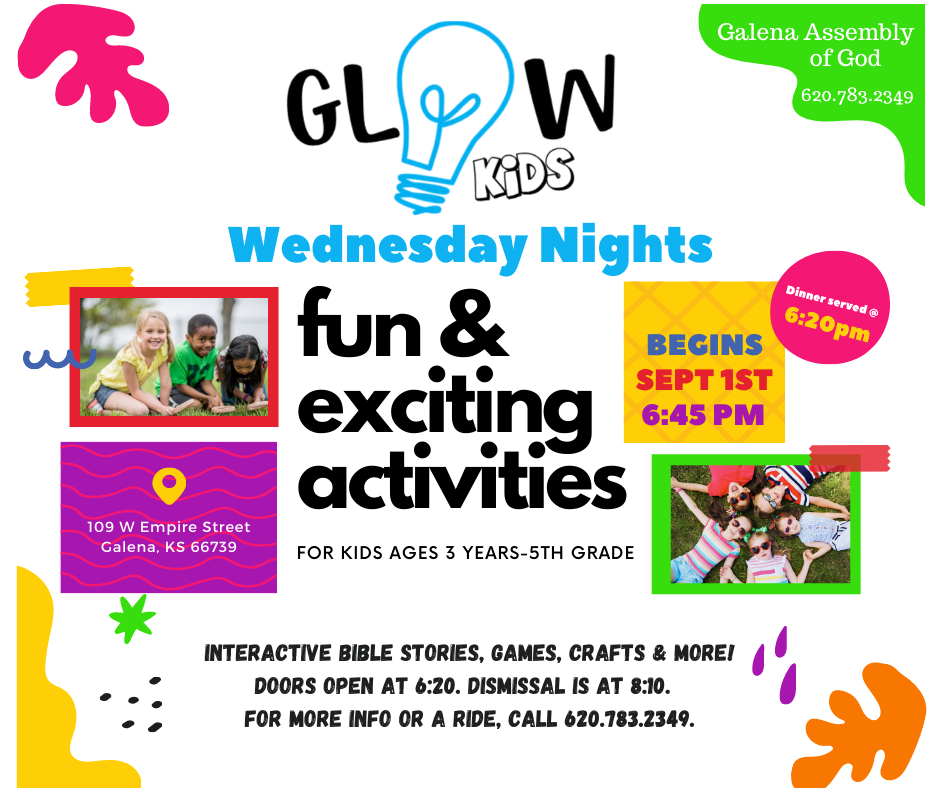 Galena Assembly
of God
620.783.2349
GLOW
KiDS
Wednesday Nights
fun &
exciting
activities
FOR KIDS AGES 3 YEARS-5TH GRADE
Dinner served @
6:20pm
BEGINS
SEPT 1ST
6:45 PM
109 W Empire Street
Galena, KS 66739
INTERACTIVE BIBLE STORIES, GAMES, CRAFTS & MORE!
DOORS OPEN AT 6:20. DISMISSAL IS AT 8:10.
FOR MORE INFO OR A RIDE, CALL 620.783.2349.